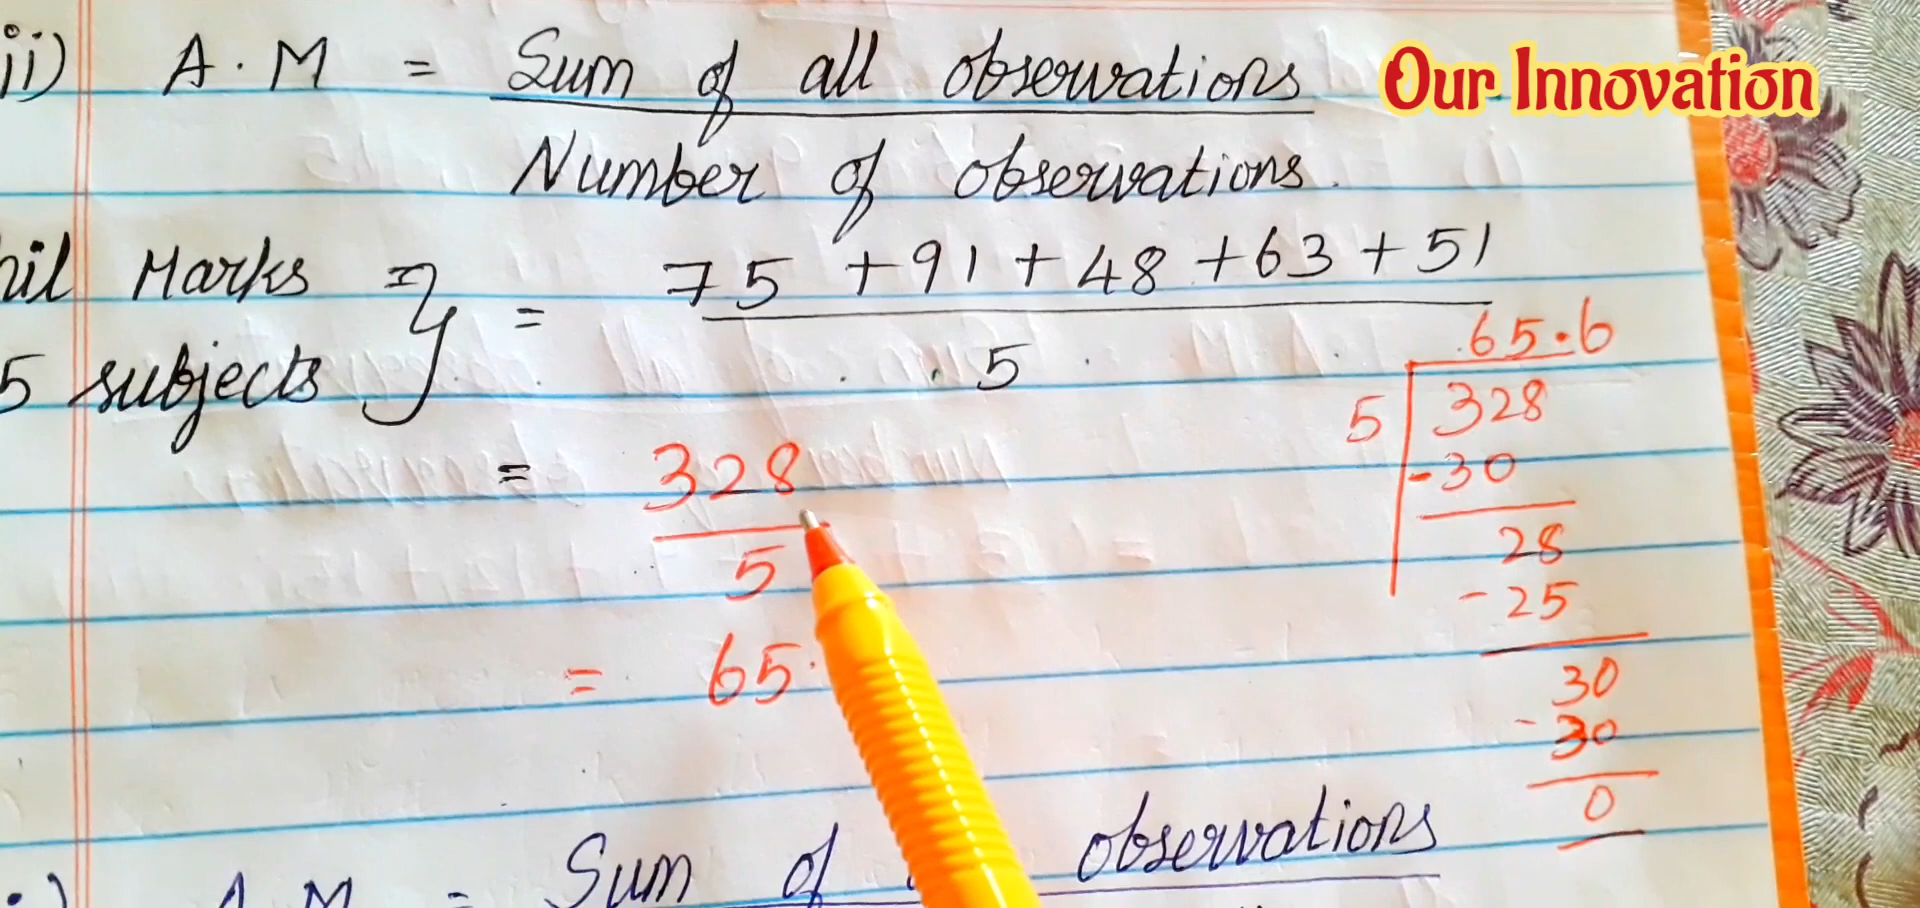 ii) A.M = Sum of all observations
Number of observations.
Our Innovation
Marks = 75 + 91 + 48 + 63 + 51
5 subjects 5
= 328
5
= 65.
65.6
5 328
-30
28
-25
30
-30
0
A.M = Sum of observations